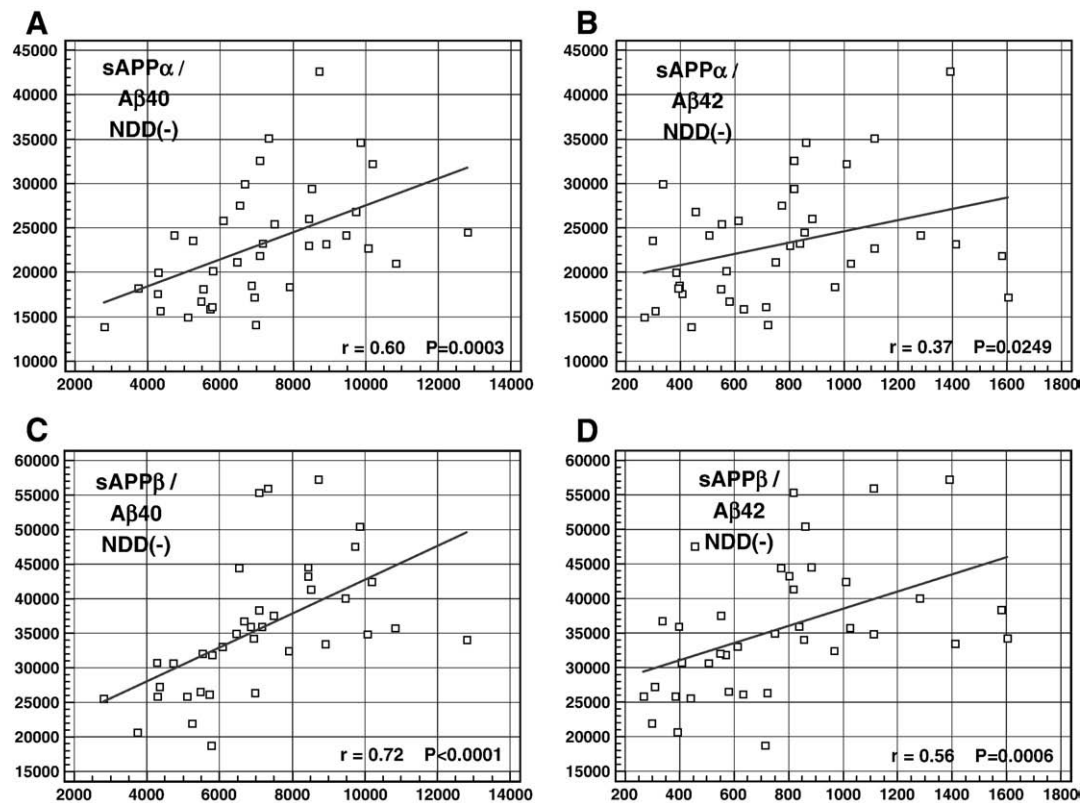 A
45000
40000
35000
30000
25000
20000
15000
10000
sAPPα /
Aβ40
NDD(-)
r = 0.60 P=0.0003
2000 4000 6000 8000 10000 12000 14000
B
45000
40000
35000
30000
25000
20000
15000
10000
sAPPα /
Aβ42
NDD(-)
r = 0.37 P=0.0249
200 400 600 800 1000 1200 1400 1600 1800
C
60000
55000
50000
45000
40000
35000
30000
25000
20000
15000
sAPPβ /
Aβ40
NDD(-)
r = 0.72 P<0.0001
2000 4000 6000 8000 10000 12000 14000
D
60000
55000
50000
45000
40000
35000
30000
25000
20000
15000
sAPPβ /
Aβ42
NDD(-)
r = 0.56 P=0.0006
200 400 600 800 1000 1200 1400 1600 1800